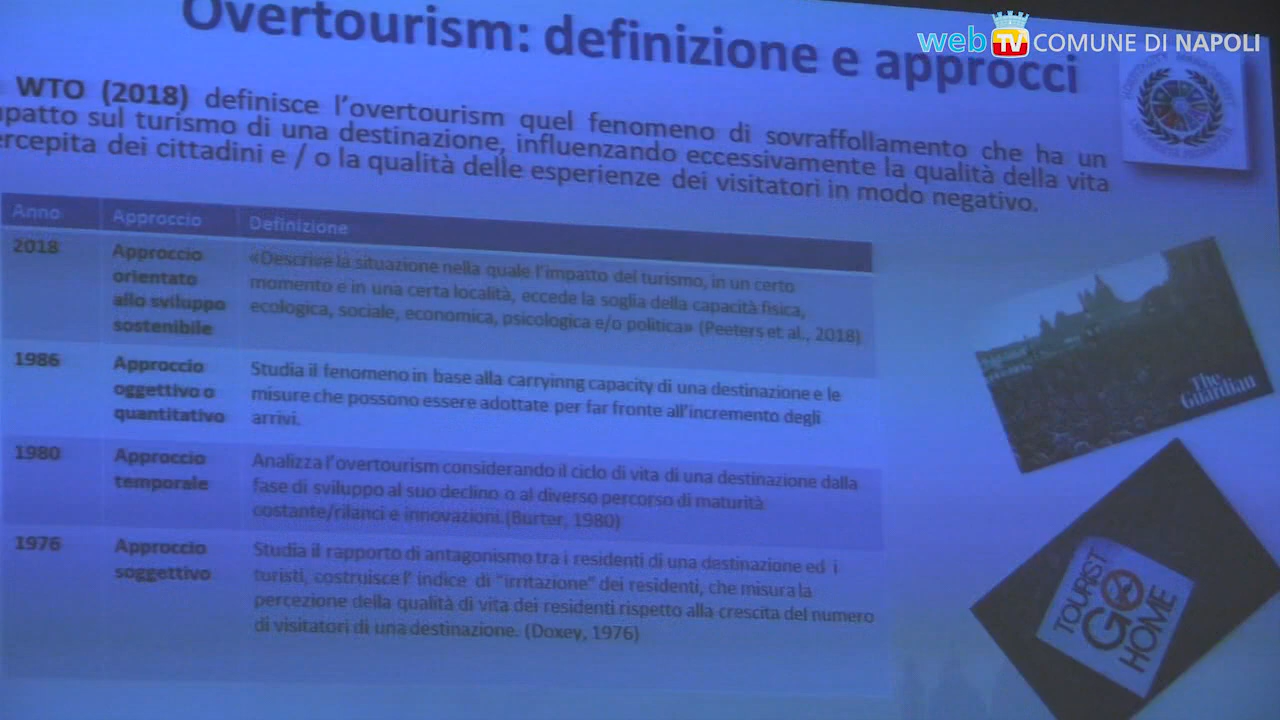 Overtourism: definizione e approcci
web TV COMUNE DI NAPOLI
WTO (2018) definisce l'overtourism quel fenomeno di sovraffollamento che ha un
mpatto sul turismo di una destinazione, influenzando eccessivamente la qualità della vita
ercepita dei cittadini e / o la qualità delle esperienze dei visitatori in modo negativo.
Anno Approccio Definizione
2018 Approccio
orientato
allo sviluppo
sostenibile
«Descrive la situazione nella quale l'impatto del turismo, in un certo
momento e in una certa località, eccede la soglia della capacità fisica,
ecologica, sociale, economica, psicologica e/o politica» (Peeters et al., 2018)
1986 Approccio
oggettivo o
quantitativo
Studia il fenomeno in base alla carryinng capacity di una destinazione e le
misure che possono essere adottate per far fronte all'incremento degli
arrivi.
1980 Approccio
temporale
Analizza l'overtourism considerando il ciclo di vita di una destinazione dalla
fase di sviluppo al suo declino o al diverso percorso di maturità
costante/rilanci e innovazioni.(Burter, 1980)
1976 Approccio
soggettivo
Studia il rapporto di antagonismo tra i residenti di una destinazione ed i
turisti, costruisce l' indice di "irritazione" dei residenti, che misura la
percezione della qualità di vita dei residenti rispetto alla crescita del numero
di visitatori di una destinazione. (Doxey, 1976)
The
Guardian
TOURIST
GO
HOME